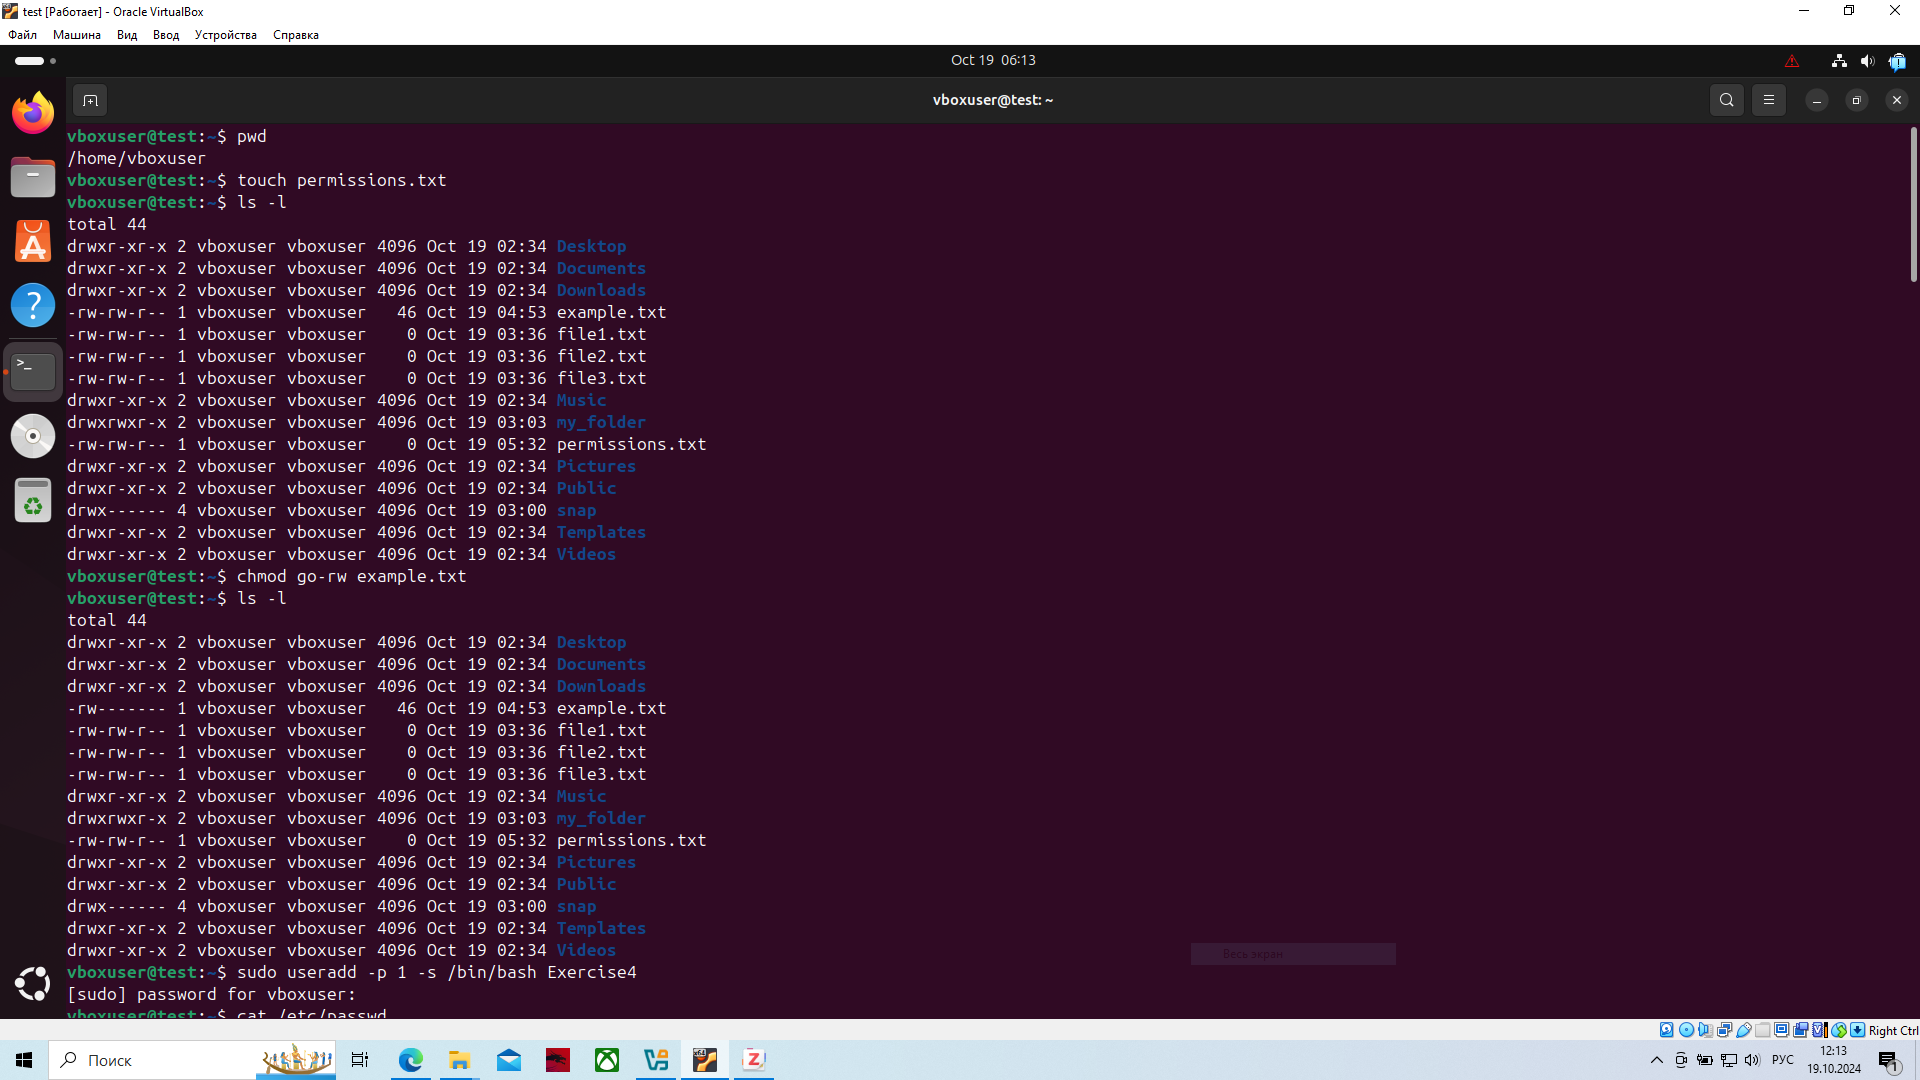 test [Работает] - Oracle VirtualBox
Файл Машина Вид Ввод Устройства Справка
Oct 19 06:13
vboxuser@test: ~
vboxuser@test:~$ pwd
/home/vboxuser
vboxuser@test:~$ touch permissions.txt
vboxuser@test:~$ ls -l
total 44
drwxr-xr-x 2 vboxuser vboxuser 4096 Oct 19 02:34 Desktop
drwxr-xr-x 2 vboxuser vboxuser 4096 Oct 19 02:34 Documents
drwxr-xr-x 2 vboxuser vboxuser 4096 Oct 19 02:34 Downloads
-rw-rw-r-- 1 vboxuser vboxuser   46 Oct 19 04:53 example.txt
-rw-rw-r-- 1 vboxuser vboxuser    0 Oct 19 03:36 file1.txt
-rw-rw-r-- 1 vboxuser vboxuser    0 Oct 19 03:36 file2.txt
-rw-rw-r-- 1 vboxuser vboxuser    0 Oct 19 03:36 file3.txt
drwxr-xr-x 2 vboxuser vboxuser 4096 Oct 19 02:34 Music
drwxrwxr-x 2 vboxuser vboxuser 4096 Oct 19 03:03 my_folder
-rw-rw-r-- 1 vboxuser vboxuser    0 Oct 19 05:32 permissions.txt
drwxr-xr-x 2 vboxuser vboxuser 4096 Oct 19 02:34 Pictures
drwxr-xr-x 2 vboxuser vboxuser 4096 Oct 19 02:34 Public
drwx------ 4 vboxuser vboxuser 4096 Oct 19 03:00 snap
drwxr-xr-x 2 vboxuser vboxuser 4096 Oct 19 02:34 Templates
drwxr-xr-x 2 vboxuser vboxuser 4096 Oct 19 02:34 Videos
vboxuser@test:~$ chmod go-rw example.txt
vboxuser@test:~$ ls -l
total 44
drwxr-xr-x 2 vboxuser vboxuser 4096 Oct 19 02:34 Desktop
drwxr-xr-x 2 vboxuser vboxuser 4096 Oct 19 02:34 Documents
drwxr-xr-x 2 vboxuser vboxuser 4096 Oct 19 02:34 Downloads
-rw------- 1 vboxuser vboxuser   46 Oct 19 04:53 example.txt
-rw-rw-r-- 1 vboxuser vboxuser    0 Oct 19 03:36 file1.txt
-rw-rw-r-- 1 vboxuser vboxuser    0 Oct 19 03:36 file2.txt
-rw-rw-r-- 1 vboxuser vboxuser    0 Oct 19 03:36 file3.txt
drwxr-xr-x 2 vboxuser vboxuser 4096 Oct 19 02:34 Music
drwxrwxr-x 2 vboxuser vboxuser 4096 Oct 19 03:03 my_folder
-rw-rw-r-- 1 vboxuser vboxuser    0 Oct 19 05:32 permissions.txt
drwxr-xr-x 2 vboxuser vboxuser 4096 Oct 19 02:34 Pictures
drwxr-xr-x 2 vboxuser vboxuser 4096 Oct 19 02:34 Public
drwx------ 4 vboxuser vboxuser 4096 Oct 19 03:00 snap
drwxr-xr-x 2 vboxuser vboxuser 4096 Oct 19 02:34 Templates
drwxr-xr-x 2 vboxuser vboxuser 4096 Oct 19 02:34 Videos
Весь экран
vboxuser@test:~$ sudo useradd -p 1 -s /bin/bash Exercise4
[sudo] password for vboxuser:
vboxuser@test:~$ cat /etc/passwd
Right Ctrl
Поиск
РУС
12:13
19.10.2024
1